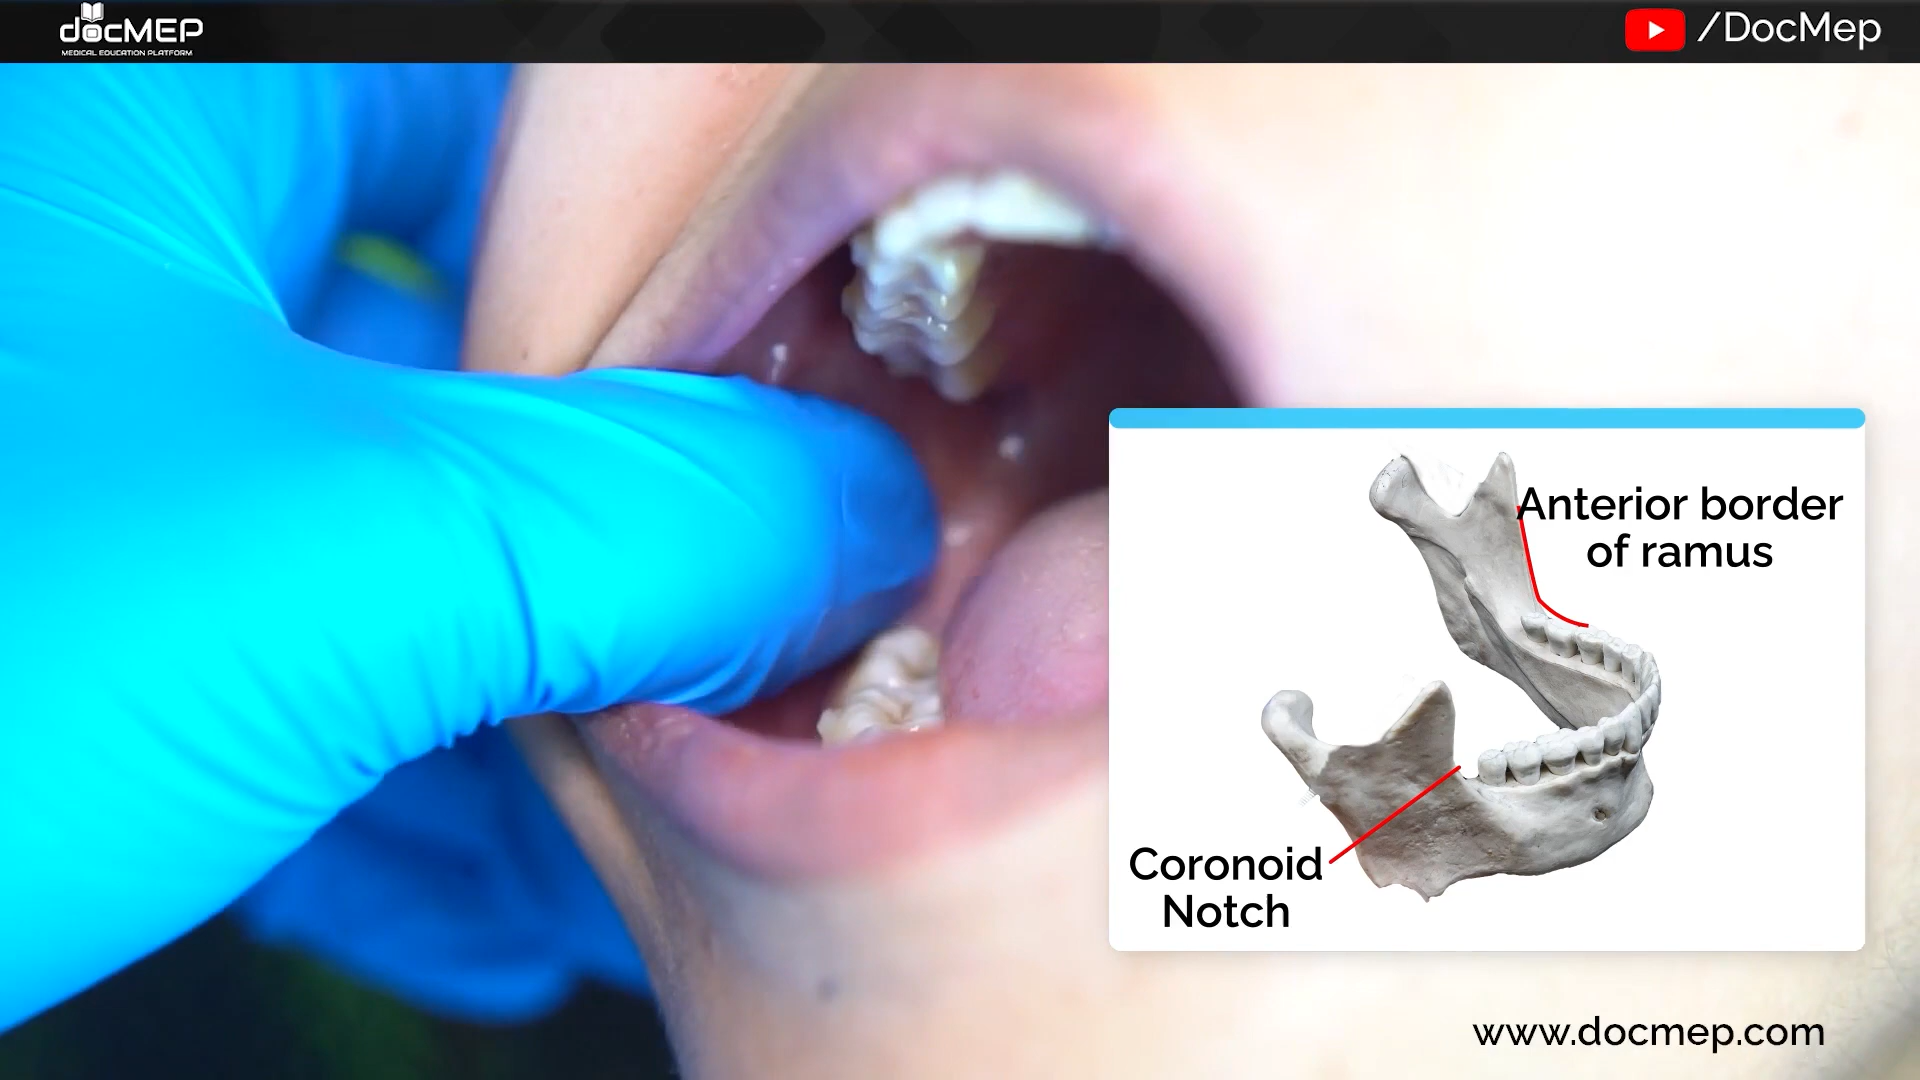 docMEP
MEDICAL EDUCATION PLATFORM
/DocMep
Anterior border
of ramus
Coronoid
Notch
www.docmep.com